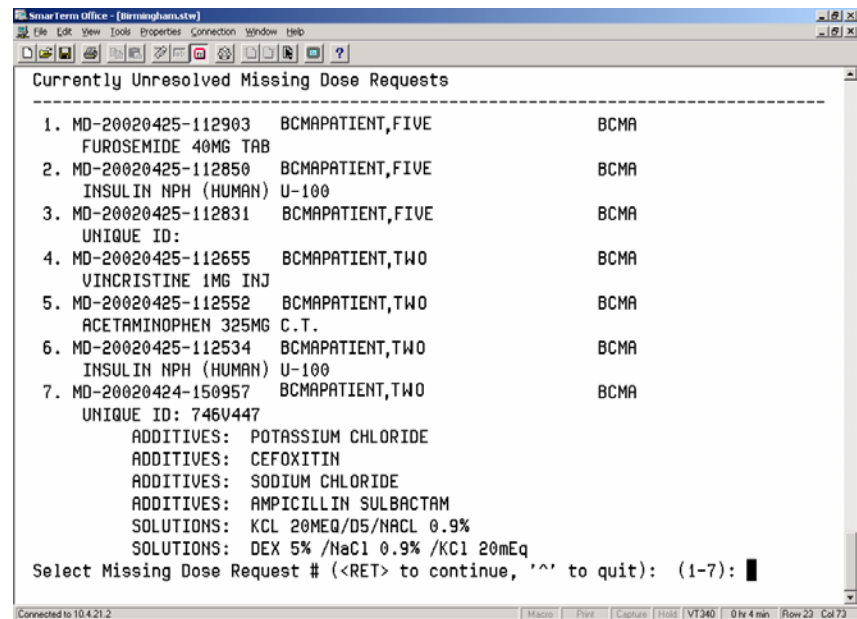 SmarTerm Office - [Birmingham.stw]
File Edit View Tools Properties Connection Window Help
Currently Unresolved Missing Dose Requests
-------------------------------------------------------------------------------
1. MD-20020425-112903 BCMAPATIENT,FIVE BCMA
FUROSEMIDE 40MG TAB
2. MD-20020425-112850 BCMAPATIENT,FIVE BCMA
INSULIN NPH (HUMAN) U-100
3. MD-20020425-112831 BCMAPATIENT,FIVE BCMA
UNIQUE ID:
4. MD-20020425-112655 BCMAPATIENT,TWO BCMA
VINCRISTINE 1MG INJ
5. MD-20020425-112552 BCMAPATIENT,TWO BCMA
ACETAMINOPHEN 325MG C.T.
6. MD-20020425-112534 BCMAPATIENT,TWO BCMA
INSULIN NPH (HUMAN) U-100
7. MD-20020424-150957 BCMAPATIENT,TWO BCMA
UNIQUE ID: 746V447
ADDITIVES: POTASSIUM CHLORIDE
ADDITIVES: CEFOXITIN
ADDITIVES: SODIUM CHLORIDE
ADDITIVES: AMPICILLIN SULBACTAM
SOLUTIONS: KCL 20MEQ/D5/NACL 0.9%
SOLUTIONS: DEX 5% /NaCl 0.9% /KCl 20mEq
Select Missing Dose Request # (<RET> to continue, '^' to quit): (1-7):
Connected to 10.4.21.2 Macro Print Capture Hold VT340 0 hr 4 min Row 23 Col 73